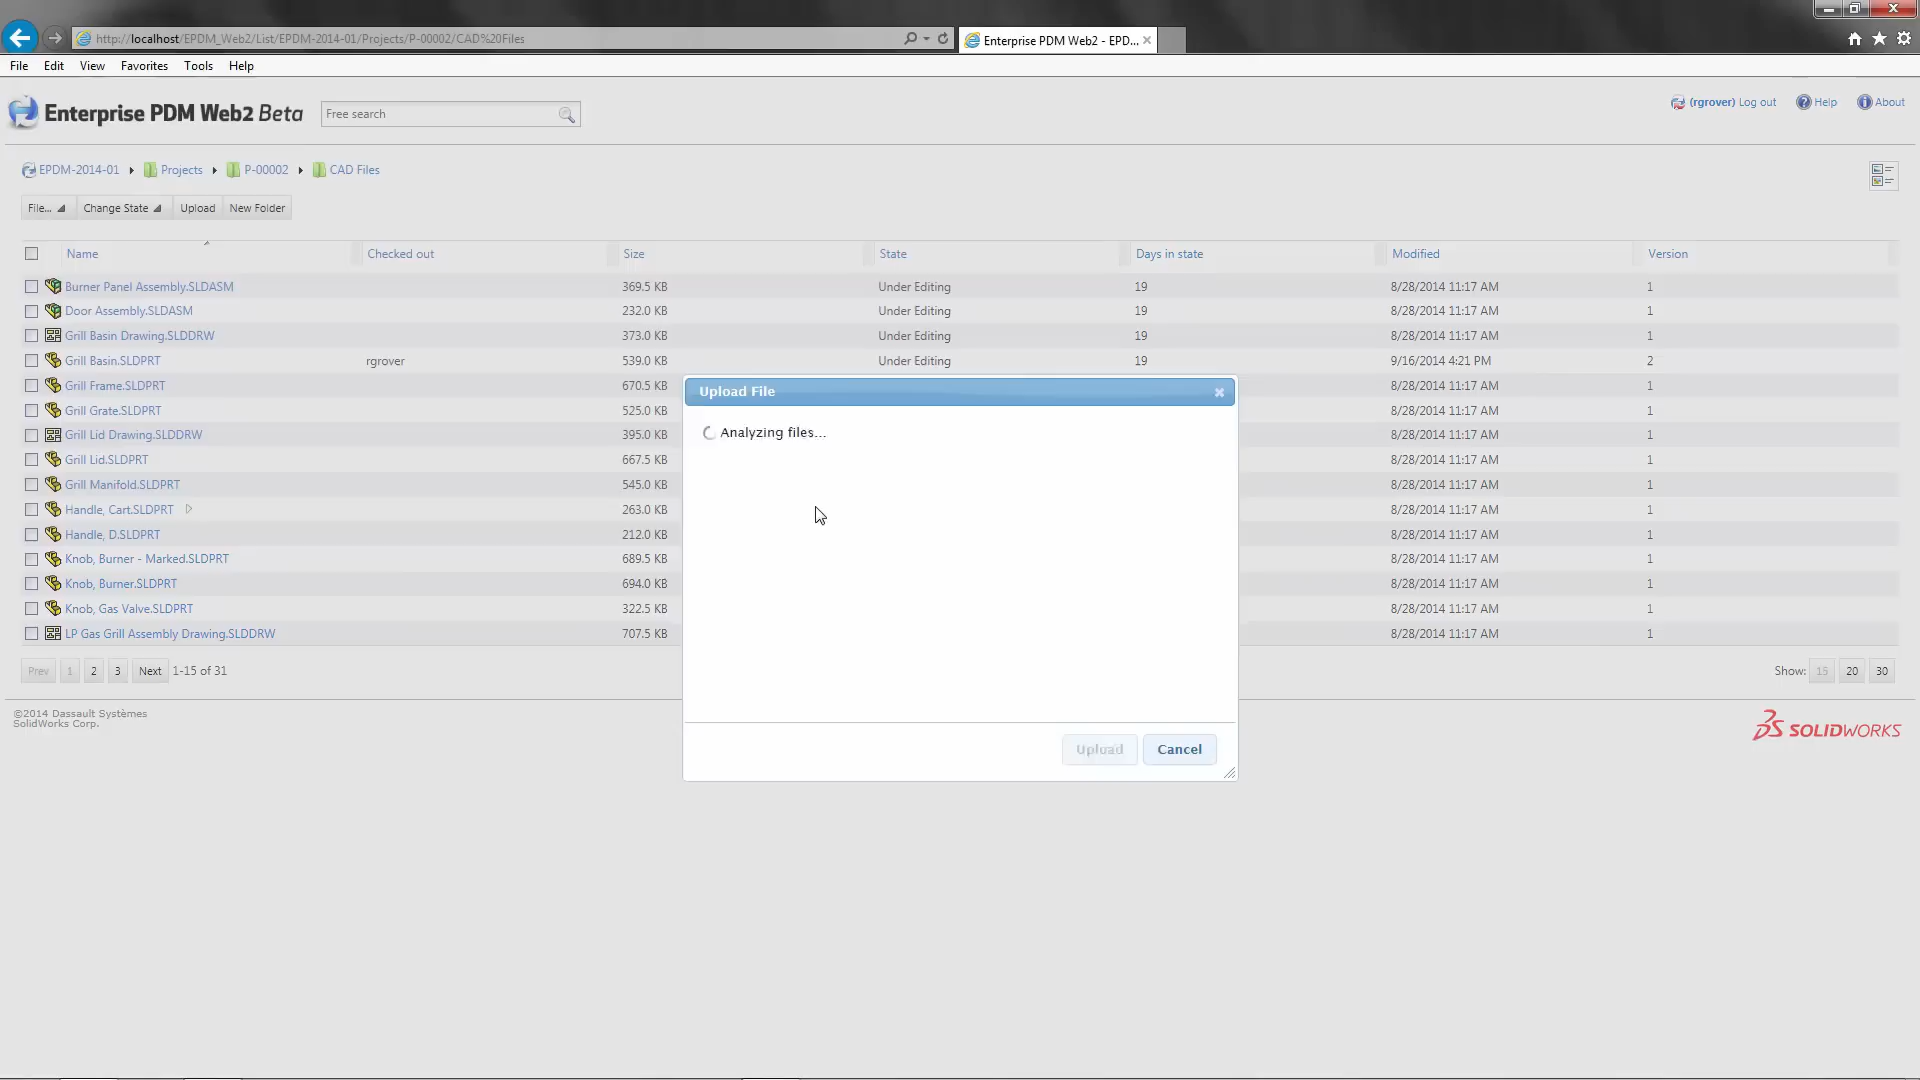 http://localhost/EPDM_Web2/List/EPDM-2014-01/Projects/P-00002/CAD%20Files
Enterprise PDM Web2 - EPD...
File Edit View Favorites Tools Help
Enterprise PDM Web2 Beta
Free search
(rgrover) Log out Help About
EPDM-2014-01 Projects P-00002 CAD Files
File... Change State Upload New Folder
Name Checked out Size State Days in state Modified Version
Burner Panel Assembly.SLDASM 369.5 KB Under Editing 19 8/28/2014 11:17 AM 1
Door Assembly.SLDASM 232.0 KB Under Editing 19 8/28/2014 11:17 AM 1
Grill Basin Drawing.SLDDRW 373.0 KB Under Editing 19 8/28/2014 11:17 AM 1
Grill Basin.SLDPRT rgrover 539.0 KB Under Editing 19 9/16/2014 4:21 PM 2
Grill Frame.SLDPRT 670.5 KB 8/28/2014 11:17 AM 1
Grill Grate.SLDPRT 525.0 KB 8/28/2014 11:17 AM 1
Grill Lid Drawing.SLDDRW 395.0 KB 8/28/2014 11:17 AM 1
Grill Lid.SLDPRT 667.5 KB 8/28/2014 11:17 AM 1
Grill Manifold.SLDPRT 545.0 KB 8/28/2014 11:17 AM 1
Handle, Cart.SLDPRT 263.0 KB 8/28/2014 11:17 AM 1
Handle, D.SLDPRT 212.0 KB 8/28/2014 11:17 AM 1
Knob, Burner - Marked.SLDPRT 689.5 KB 8/28/2014 11:17 AM 1
Knob, Burner.SLDPRT 694.0 KB 8/28/2014 11:17 AM 1
Knob, Gas Valve.SLDPRT 322.5 KB 8/28/2014 11:17 AM 1
LP Gas Grill Assembly Drawing.SLDDRW 707.5 KB 8/28/2014 11:17 AM 1
Upload File
Analyzing files...
Upload Cancel
Prev 1 2 3 Next 1-15 of 31
Show: 15 20 30
©2014 Dassault Systèmes
SolidWorks Corp.
SOLIDWORKS